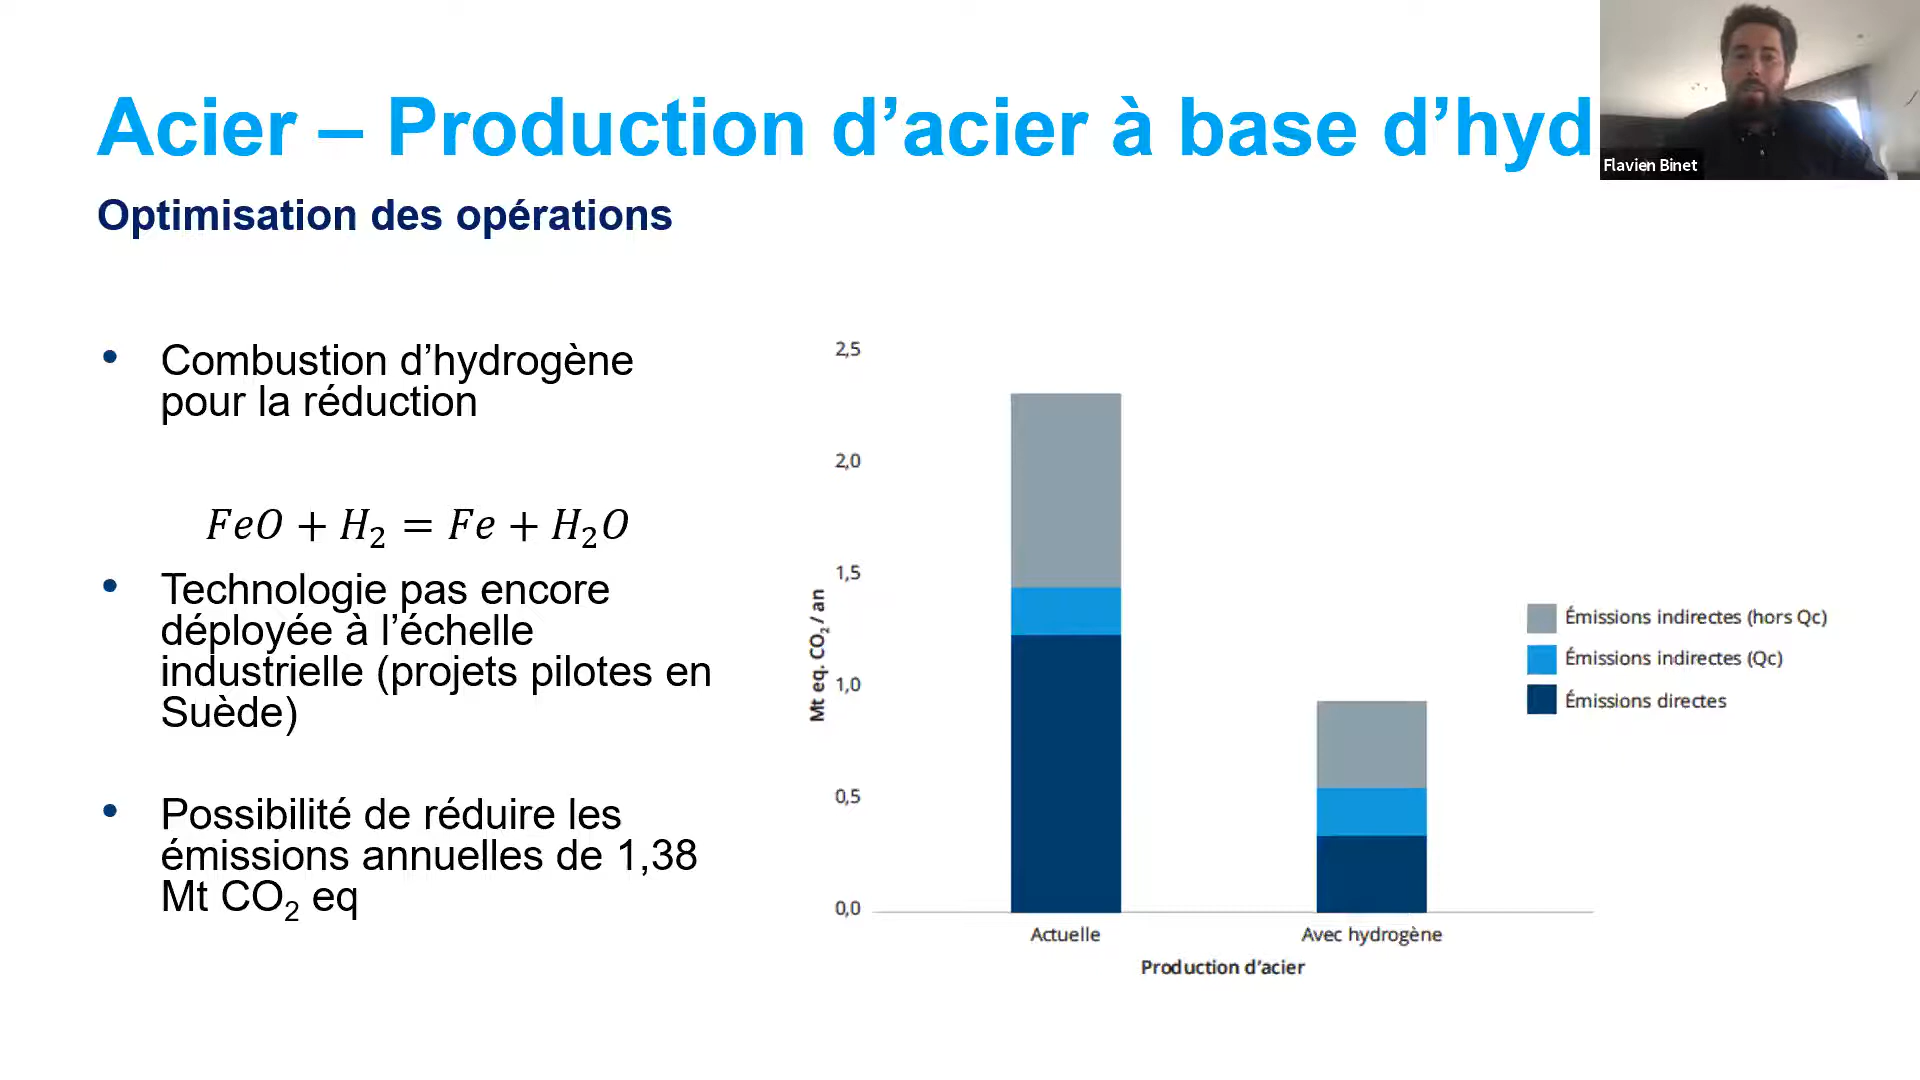 Acier – Production d’acier à base d’hyd
Flavien Binet
Optimisation des opérations
• Combustion d’hydrogène
pour la réduction
FeO + H₂ = Fe + H₂O
• Technologie pas encore
déployée à l’échelle
industrielle (projets pilotes en
Suède)
• Possibilité de réduire les
émissions annuelles de 1,38
Mt CO₂ eq
Mt eq. CO₂ / an
2,5
2,0
1,5
1,0
0,5
0,0
Actuelle
Avec hydrogène
Production d’acier
Émissions indirectes (hors Qc)
Émissions indirectes (Qc)
Émissions directes